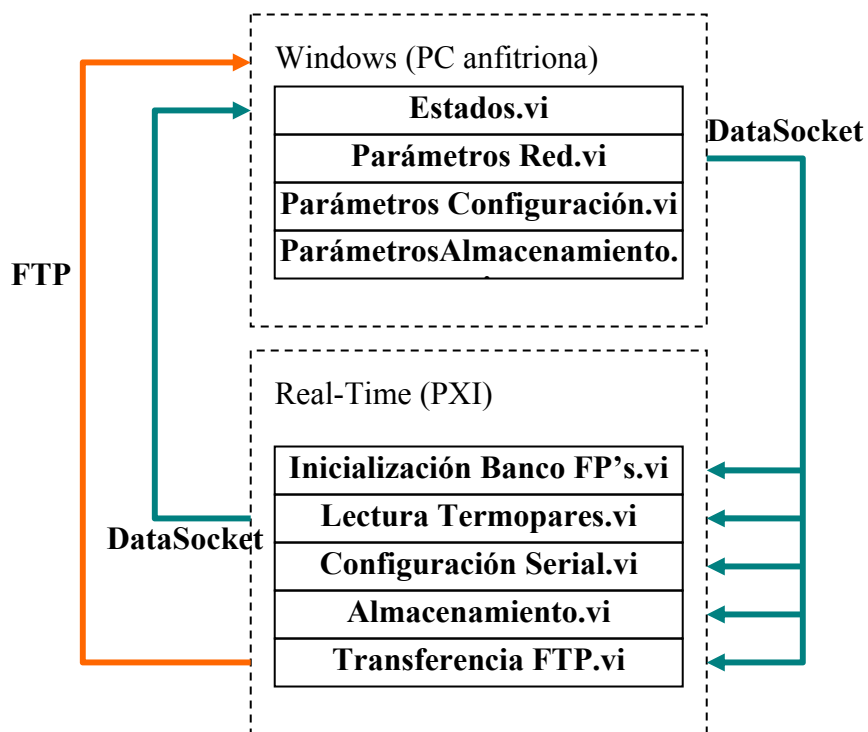 Windows (PC anfitriona)
Estados.vi
DataSocket
Parámetros Red.vi
Parámetros Configuración.vi
ParámetrosAlmacenamiento.
FTP
Real-Time (PXI)
Inicialización Banco FP’s.vi
Lectura Termopares.vi
DataSocket
Configuración Serial.vi
Almacenamiento.vi
Transferencia FTP.vi